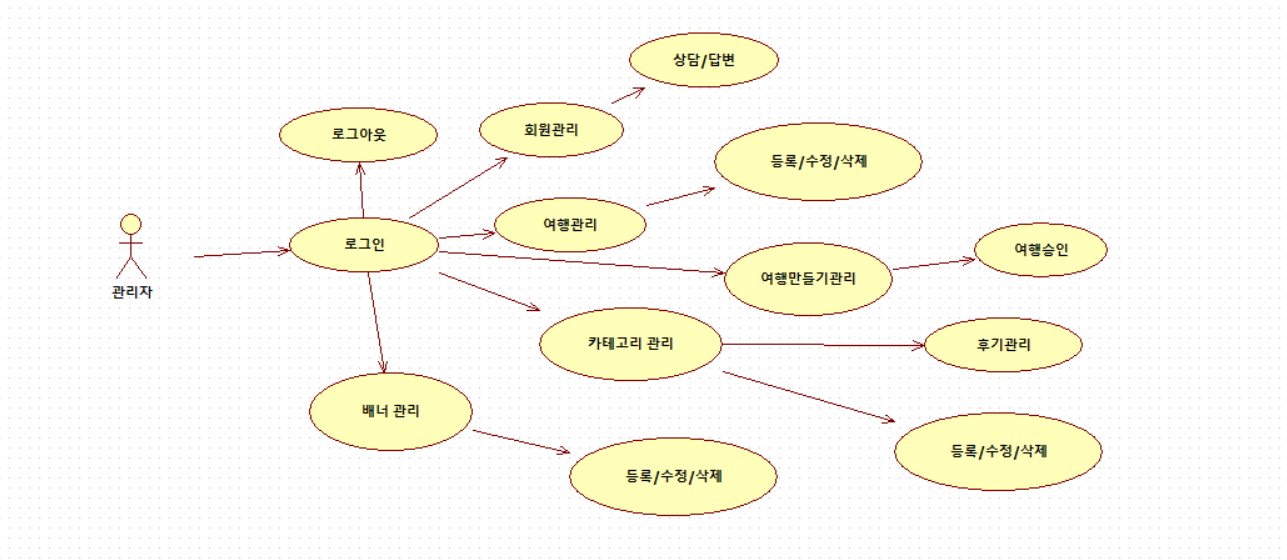 상담/답변
로그아웃
회원관리
등록/수정/삭제
여행관리
로그인
여행승인
여행만들기관리
관리자
카테고리 관리
후기관리
배너 관리
등록/수정/삭제
등록/수정/삭제